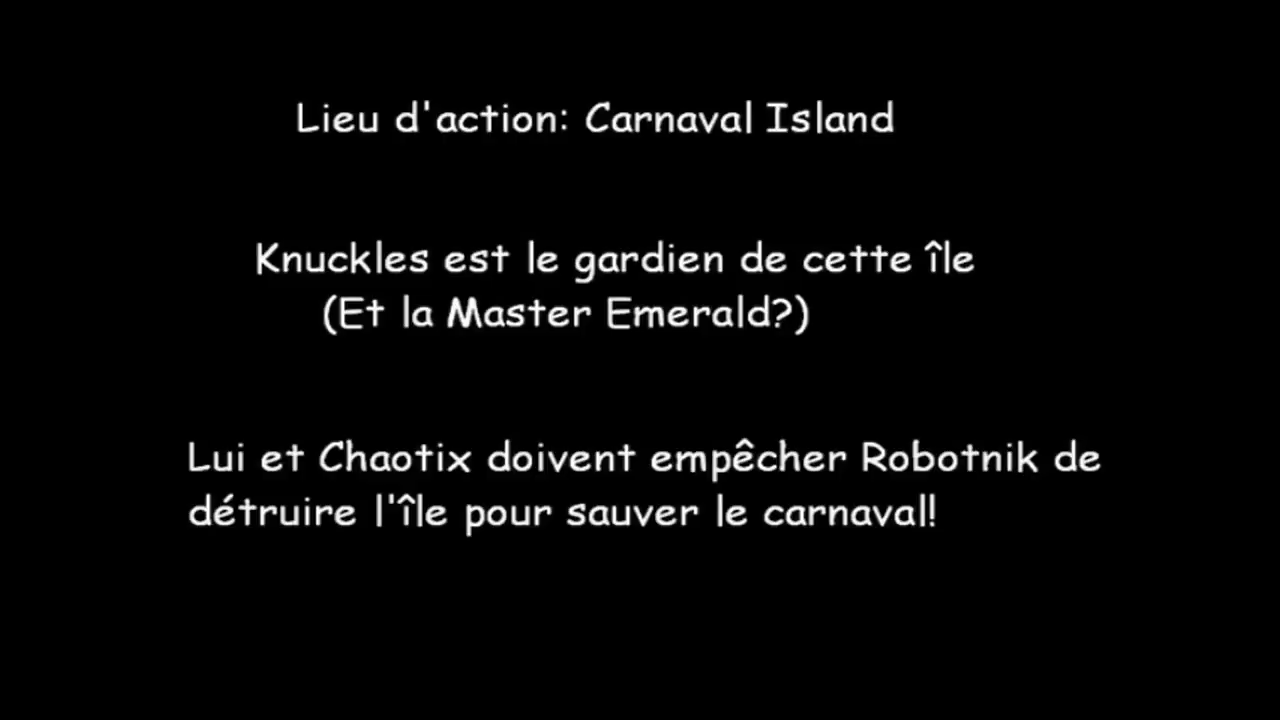 Lieu d'action: Carnaval Island
Knuckles est le gardien de cette île
(Et la Master Emerald?)
Lui et Chaotix doivent empêcher Robotnik de
détruire l'île pour sauver le carnaval!